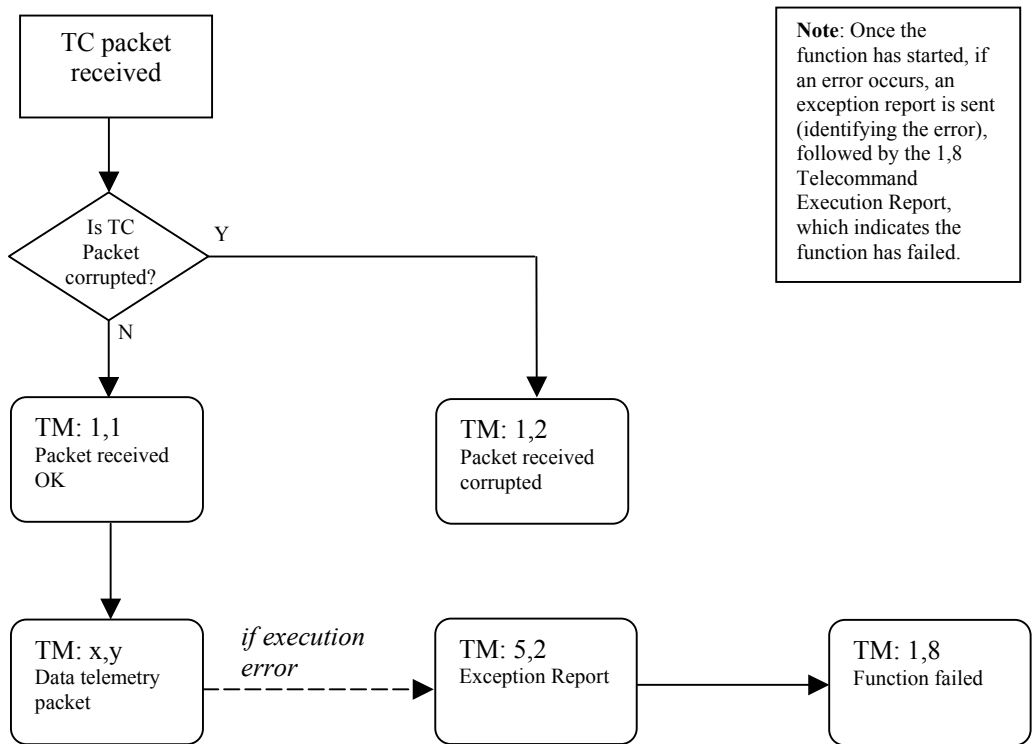 TC packet
received
Note: Once the
function has started, if
an error occurs, an
exception report is sent
(identifying the error),
followed by the 1,8
Telecommand
Execution Report,
which indicates the
function has failed.
Is TC
Packet
corrupted?
Y
N
TM: 1,1
Packet received
OK
TM: 1,2
Packet received
corrupted
TM: x,y
Data telemetry
packet
if execution
error
TM: 5,2
Exception Report
TM: 1,8
Function failed